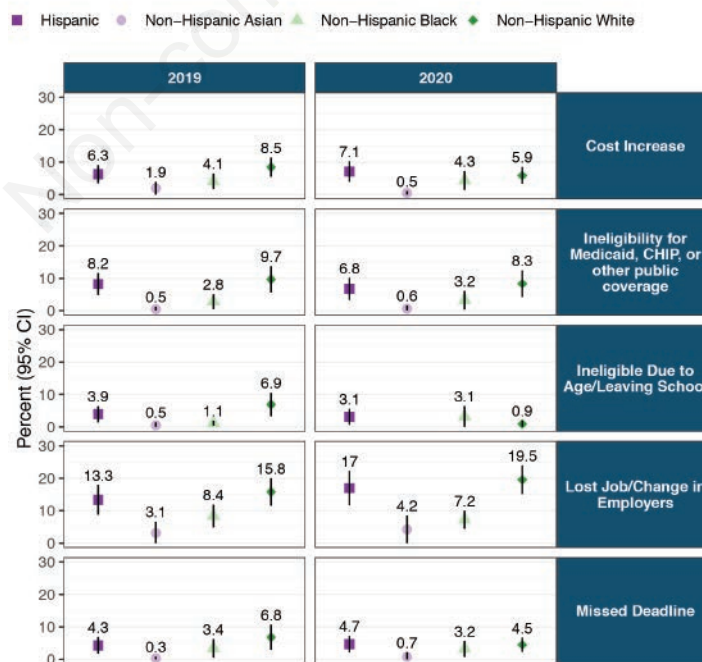 Hispanic Non-Hispanic Asian Non-Hispanic Black Non-Hispanic White
2019 2020
Percent (95% CI)
30
20
10
0
6.3 1.9 4.1 8.5
7.1 0.5 4.3 5.9
Cost Increase
30
20
10
0
8.2 0.5 2.8 9.7
6.8 0.6 3.2 8.3
Ineligibility for
Medicaid, CHIP, or
other public
coverage
30
20
10
0
3.9 0.5 1.1 6.9
3.1 3.1 0.9
Ineligible Due to
Age/Leaving Schoo
30
20
10
0
13.3 3.1 8.4 15.8
17 4.2 7.2 19.5
Lost Job/Change in
Employers
30
20
10
0
4.3 0.3 3.4 6.8
4.7 0.7 3.2 4.5
Missed Deadline
Non-con